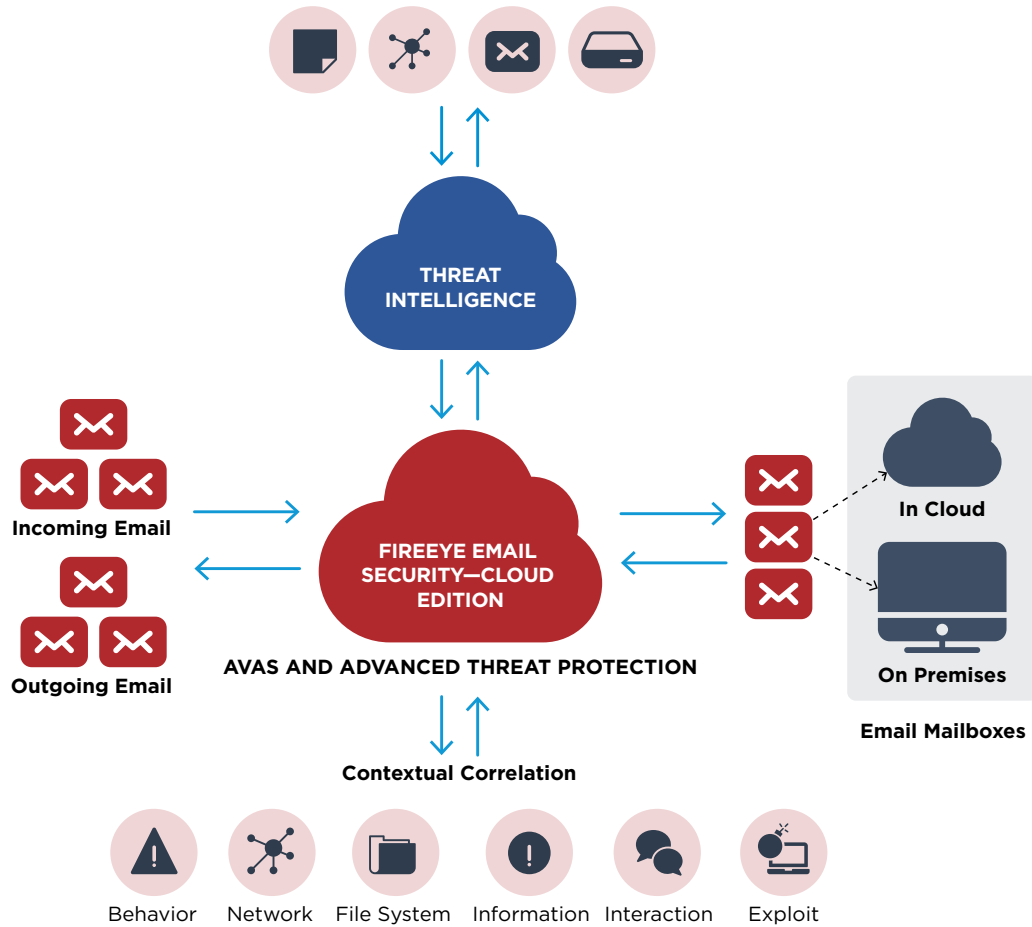 THREAT
INTELLIGENCE
Incoming Email
Outgoing Email
FIREEYE EMAIL
SECURITY—CLOUD
EDITION
AVAS AND ADVANCED THREAT PROTECTION
In Cloud
On Premises
Email Mailboxes
Contextual Correlation
Behavior
Network
File System
Information
Interaction
Exploit